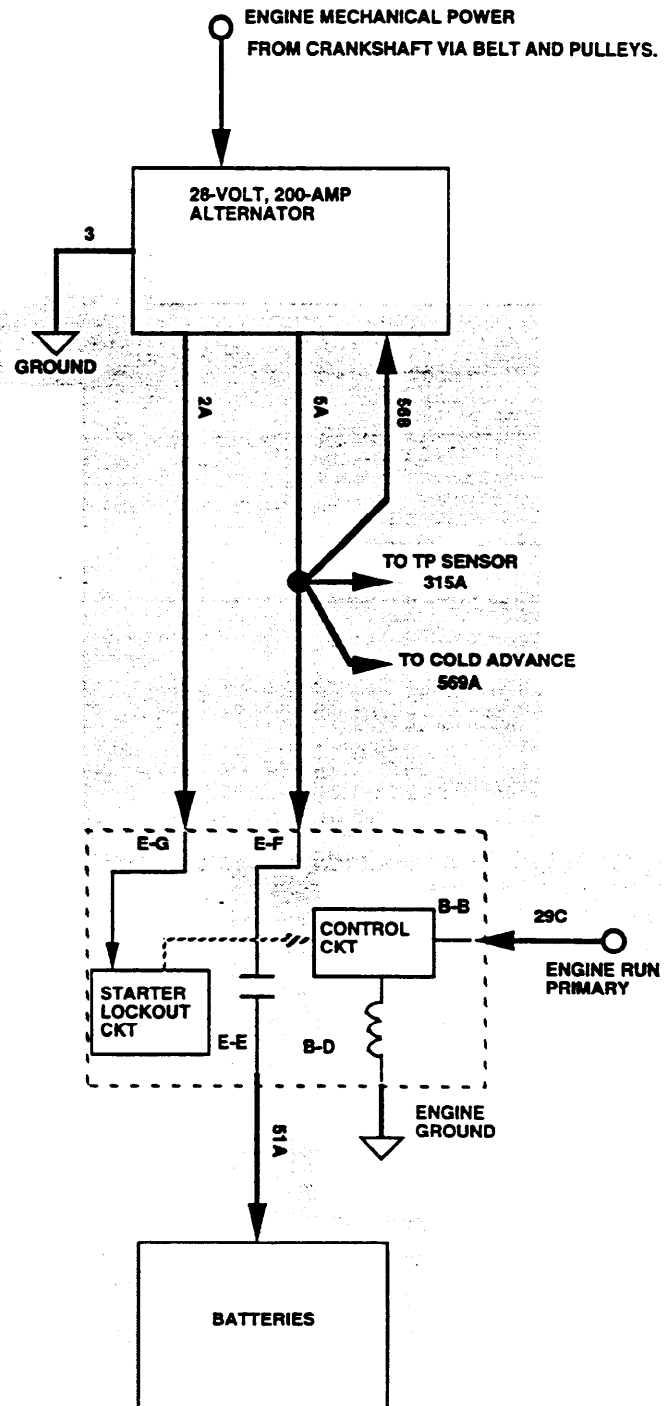 ENGINE MECHANICAL POWER
FROM CRANKSHAFT VIA BELT AND PULLEYS.
28-VOLT, 200-AMP
ALTERNATOR
3
GROUND
2A
5A
568
TO TP SENSOR
315A
TO COLD ADVANCE
569A
E-G
E-F
B-B
29C
CONTROL
CKT
ENGINE RUN
PRIMARY
STARTER
LOCKOUT
CKT
E-E
B-D
ENGINE
GROUND
51A
BATTERIES